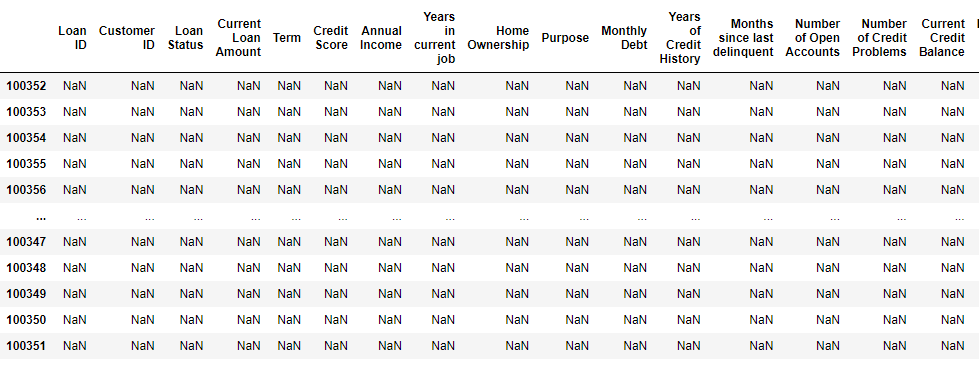 Loan ID Customer ID Loan Status Current Loan Amount Term Credit Score Annual Income Years in current job Home Ownership Purpose Monthly Debt Years of Credit History Months since last delinquent Number of Open Accounts Number of Credit Problems Current Credit Balance
100352 NaN NaN NaN NaN NaN NaN NaN NaN NaN NaN NaN NaN NaN NaN NaN NaN
100353 NaN NaN NaN NaN NaN NaN NaN NaN NaN NaN NaN NaN NaN NaN NaN NaN
100354 NaN NaN NaN NaN NaN NaN NaN NaN NaN NaN NaN NaN NaN NaN NaN NaN
100355 NaN NaN NaN NaN NaN NaN NaN NaN NaN NaN NaN NaN NaN NaN NaN NaN
100356 NaN NaN NaN NaN NaN NaN NaN NaN NaN NaN NaN NaN NaN NaN NaN NaN
... ... ... ... ... ... ... ... ... ... ... ... ... ... ... ... ...
100347 NaN NaN NaN NaN NaN NaN NaN NaN NaN NaN NaN NaN NaN NaN NaN NaN
100348 NaN NaN NaN NaN NaN NaN NaN NaN NaN NaN NaN NaN NaN NaN NaN NaN
100349 NaN NaN NaN NaN NaN NaN NaN NaN NaN NaN NaN NaN NaN NaN NaN NaN
100350 NaN NaN NaN NaN NaN NaN NaN NaN NaN NaN NaN NaN NaN NaN NaN NaN
100351 NaN NaN NaN NaN NaN NaN NaN NaN NaN NaN NaN NaN NaN NaN NaN NaN